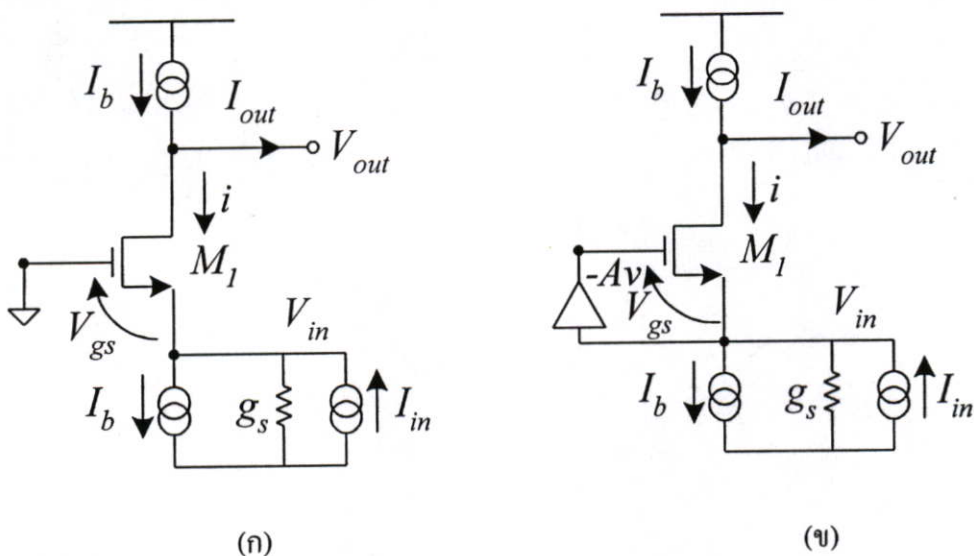 I_b
I_out
V_out
i
M_1
V_gs
V_in
I_b
g_s
I_in
(ก)
I_b
I_out
V_out
i
-Av
M_1
V_gs
V_in
I_b
g_s
I_in
(ข)